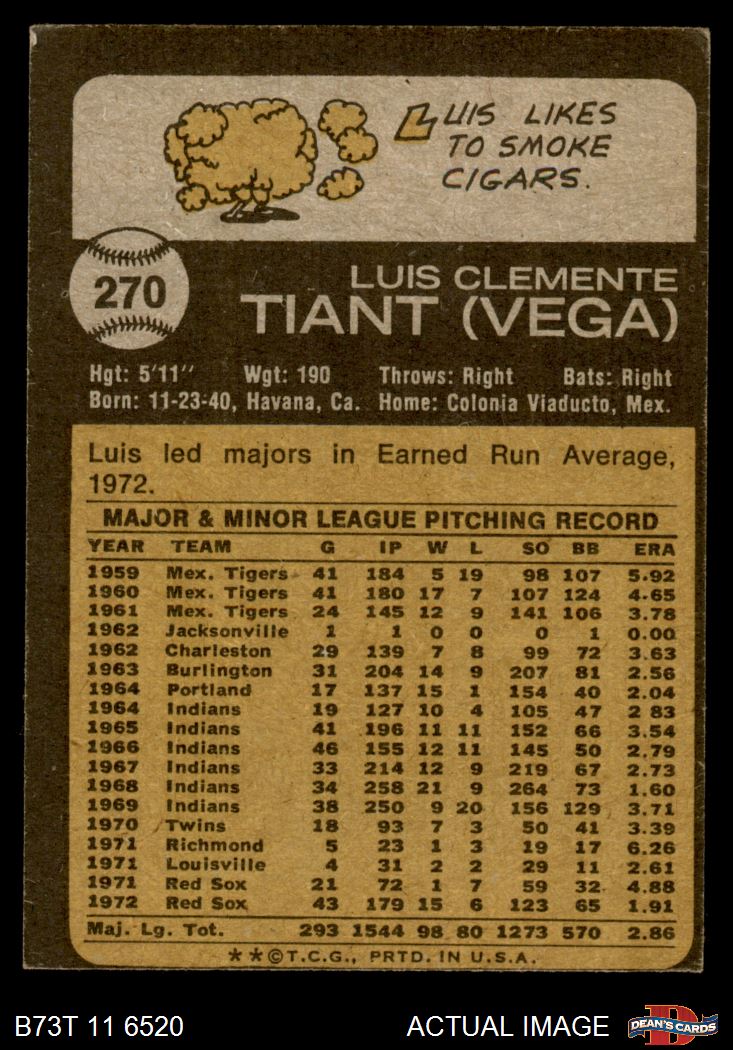 LUIS LIKES
TO SMOKE
CIGARS.
270
LUIS CLEMENTE
TIANT (VEGA)
Hgt: 5'11" Wgt: 190 Throws: Right Bats: Right
Born: 11-23-40, Havana, Ca. Home: Colonia Viaducto, Mex.
Luis led majors in Earned Run Average,
1972.
MAJOR & MINOR LEAGUE PITCHING RECORD
YEAR TEAM G IP W L SO BB ERA
1959 Mex. Tigers 41 184 5 19 98 107 5.92
1960 Mex. Tigers 41 180 17 7 107 124 4.65
1961 Mex. Tigers 24 145 12 9 141 106 3.78
1962 Jacksonville 1 1 0 0 0 1 0.00
1962 Charleston 29 139 7 8 99 72 3.63
1963 Burlington 31 204 14 9 207 81 2.56
1964 Portland 17 137 15 1 154 40 2.04
1964 Indians 19 127 10 4 105 47 2 83
1965 Indians 41 196 11 11 152 66 3.54
1966 Indians 46 155 12 11 145 50 2.79
1967 Indians 33 214 12 9 219 67 2.73
1968 Indians 34 258 21 9 264 73 1.60
1969 Indians 38 250 9 20 156 129 3.71
1970 Twins 18 93 7 3 50 41 3.39
1971 Richmond 5 23 1 3 19 17 6.26
1971 Louisville 4 31 2 2 29 11 2.61
1971 Red Sox 21 72 1 7 59 32 4.88
1972 Red Sox 43 179 15 6 123 65 1.91
Maj. Lg. Tot. 293 1544 98 80 1273 570 2.86
**©T.C.G., PRTD. IN U.S.A.
B73T 11 6520 ACTUAL IMAGE
DEAN'S CARDS